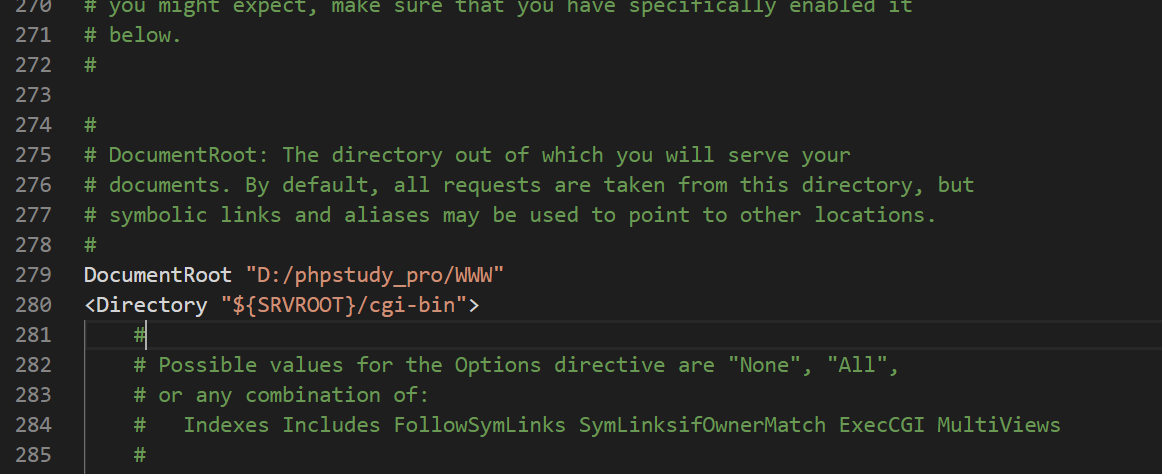 270 # you might expect, make sure that you have specifically enabled it
271 # below.
272 #
273
274 #
275 # DocumentRoot: The directory out of which you will serve your
276 # documents. By default, all requests are taken from this directory, but
277 # symbolic links and aliases may be used to point to other locations.
278 #
279 DocumentRoot "D:/phpstudy_pro/WWW"
280 <Directory "${SRVROOT}/cgi-bin">
281     #
282     # Possible values for the Options directive are "None", "All",
283     # or any combination of:
284     #   Indexes Includes FollowSymLinks SymLinksifOwnerMatch ExecCGI MultiViews
285     #